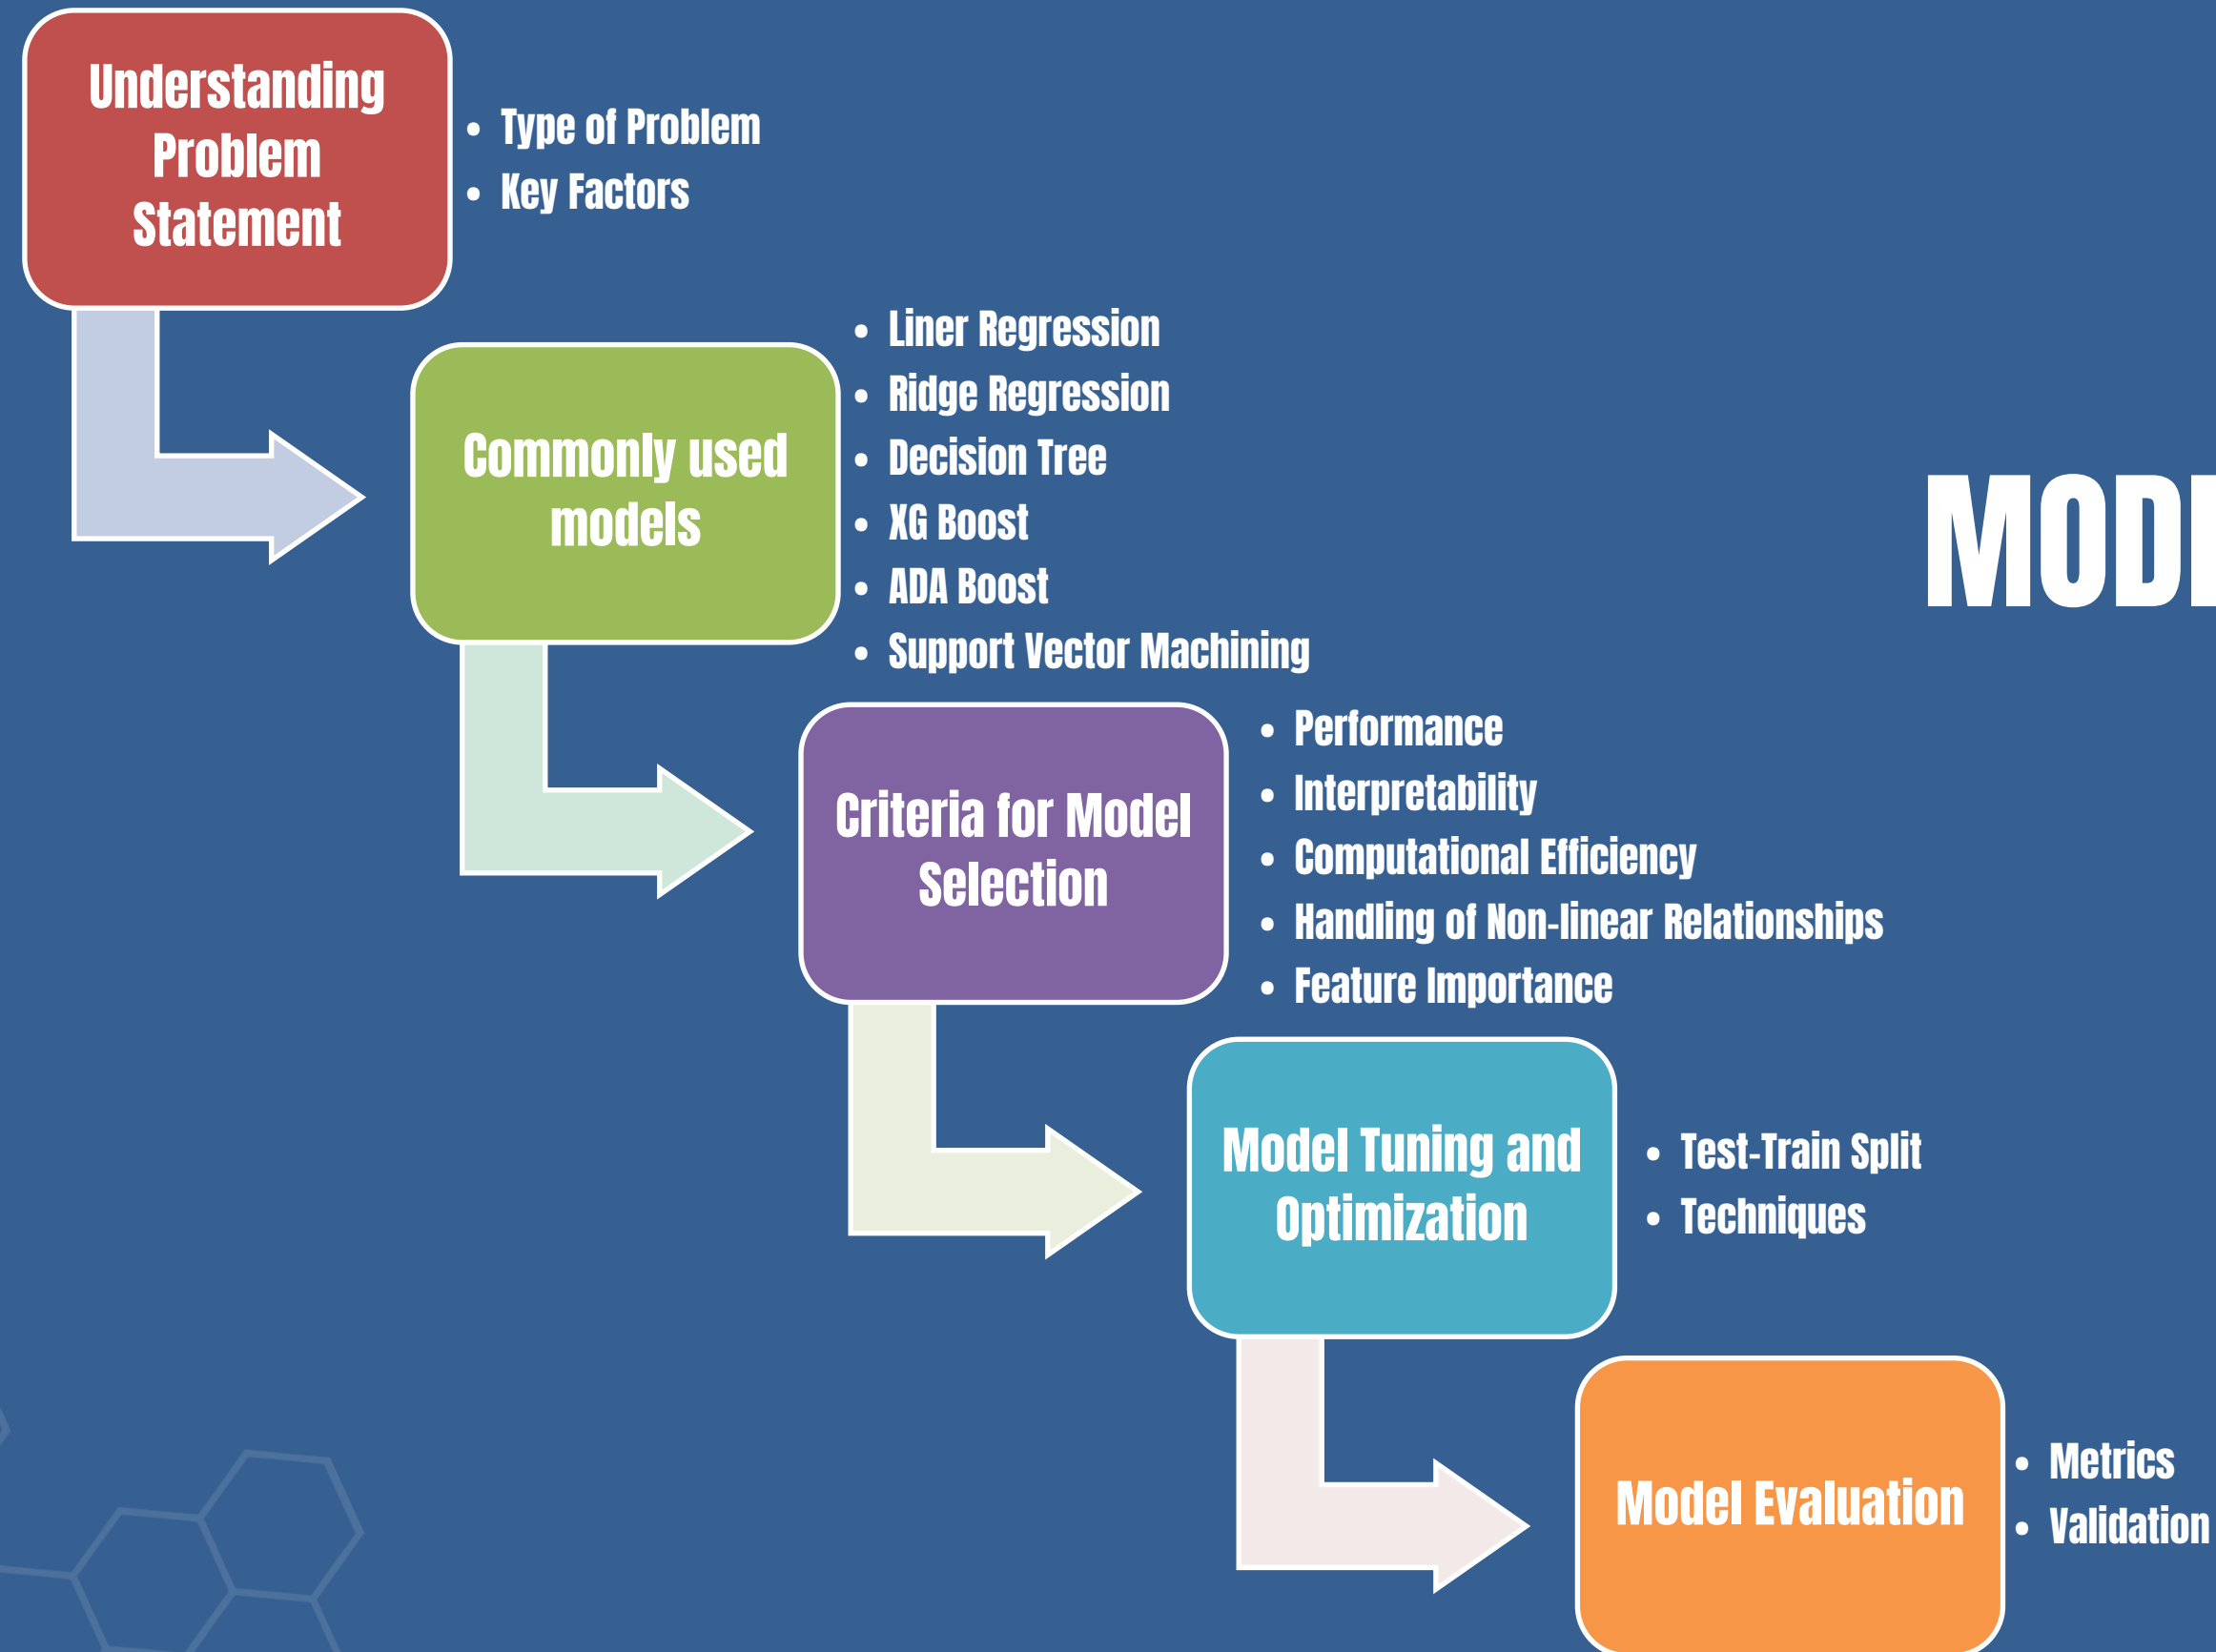 Understanding
Problem
Statement
• Type of Problem
• Key Factors
Commonly used
models
• Liner Regression
• Ridge Regression
• Decision Tree
• XG Boost
• ADA Boost
• Support Vector Machining
Criteria for Model
Selection
• Performance
• Interpretability
• Computational Efficiency
• Handling of Non-linear Relationships
• Feature Importance
Model Tuning and
Optimization
• Test-Train Split
• Techniques
Model Evaluation
• Metrics
• Validation